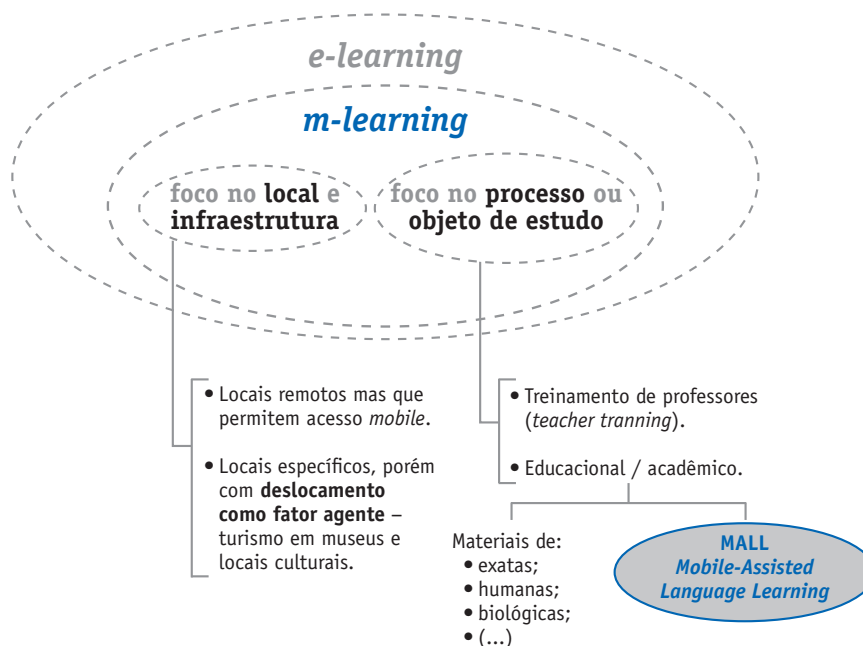 e-learning
m-learning
foco no local e
infraestrutura
foco no processo ou
objeto de estudo
• Locais remotos mas que
permitem acesso mobile.
• Locais específicos, porém
com deslocamento
como fator agente –
turismo em museus e
locais culturais.
• Treinamento de professores
(teacher tranning).
• Educacional / acadêmico.
Materiais de:
• exatas;
• humanas;
• biológicas;
• (...)
MALL
Mobile-Assisted
Language Learning